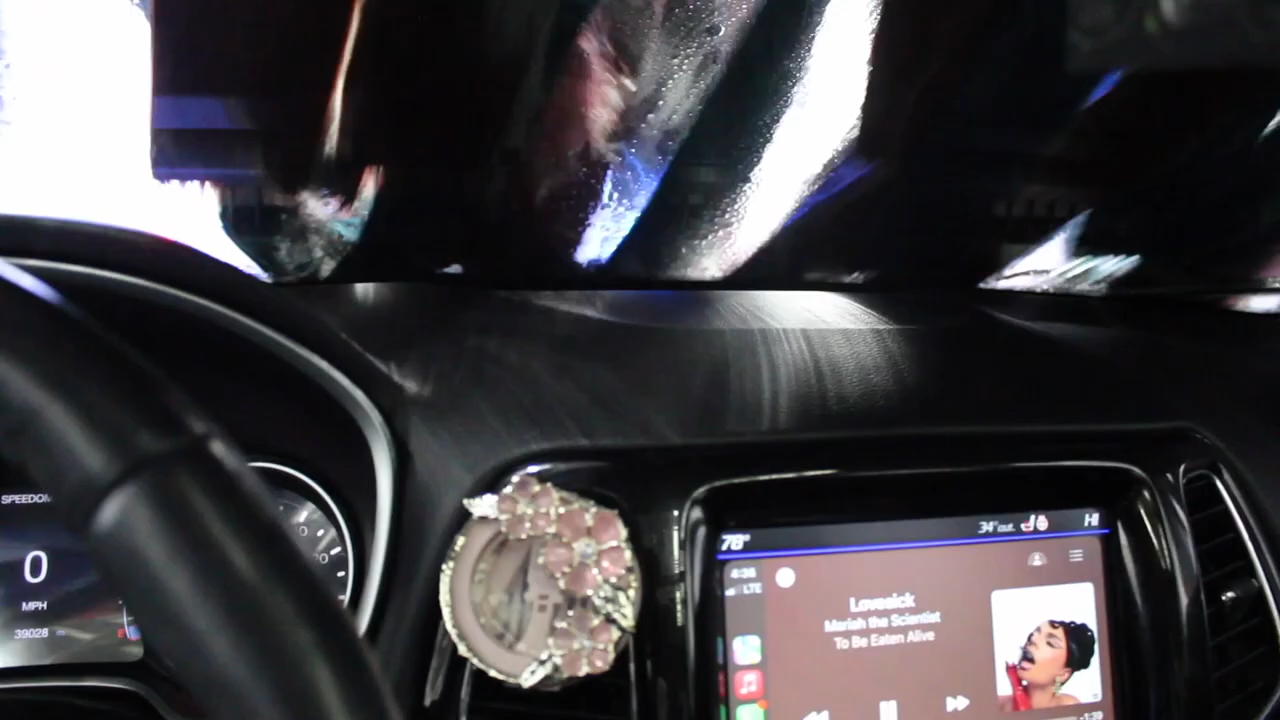 SPEEDOM
0
MPH
39028
E
78°
34° out.
HI
4:36
LTE
Lovesick
Mariah the Scientist
To Be Eaten Alive